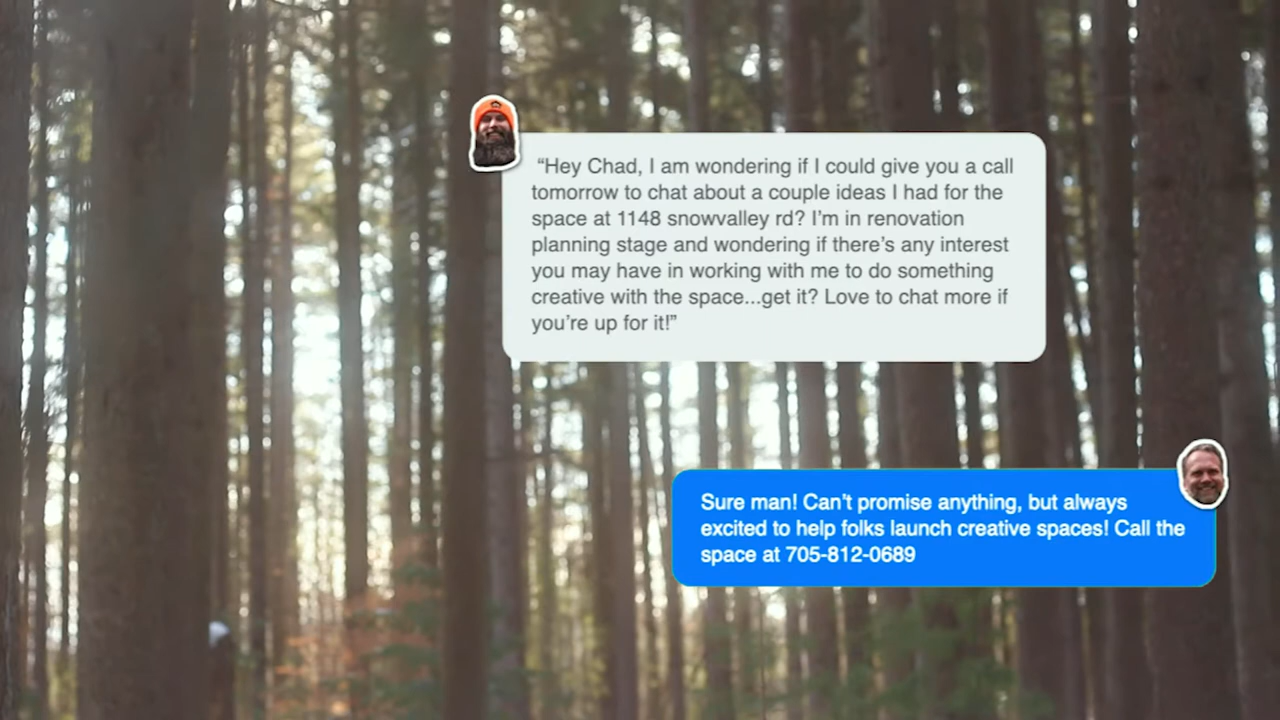 “Hey Chad, I am wondering if I could give you a call
tomorrow to chat about a couple ideas I had for the
space at 1148 snowvalley rd? I’m in renovation
planning stage and wondering if there’s any interest
you may have in working with me to do something
creative with the space...get it? Love to chat more if
you’re up for it!”
Sure man! Can’t promise anything, but always
excited to help folks launch creative spaces! Call the
space at 705-812-0689